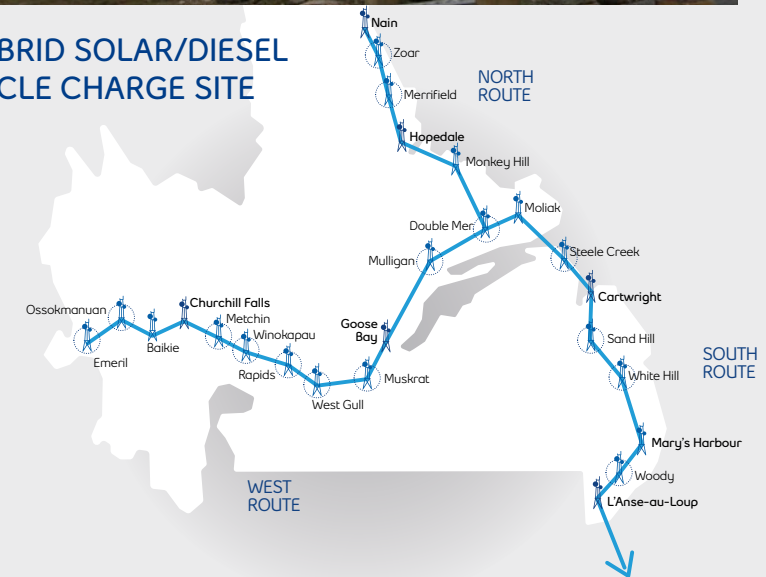 BRID SOLAR/DIESEL
CLE CHARGE SITE
Nain
Zoar
Merrifield
NORTH
ROUTE
Hopedale
Monkey Hill
Moliak
Double Mer
Mulligan
Steele Creek
Cartwright
Ossokmanuan
Churchill Falls
Metchin
Winokapau
Baikie
Emeril
Rapids
West Gull
Goose
Bay
Muskrat
Sand Hill
White Hill
SOUTH
ROUTE
Mary's Harbour
Woody
L'Anse-au-Loup
WEST
ROUTE